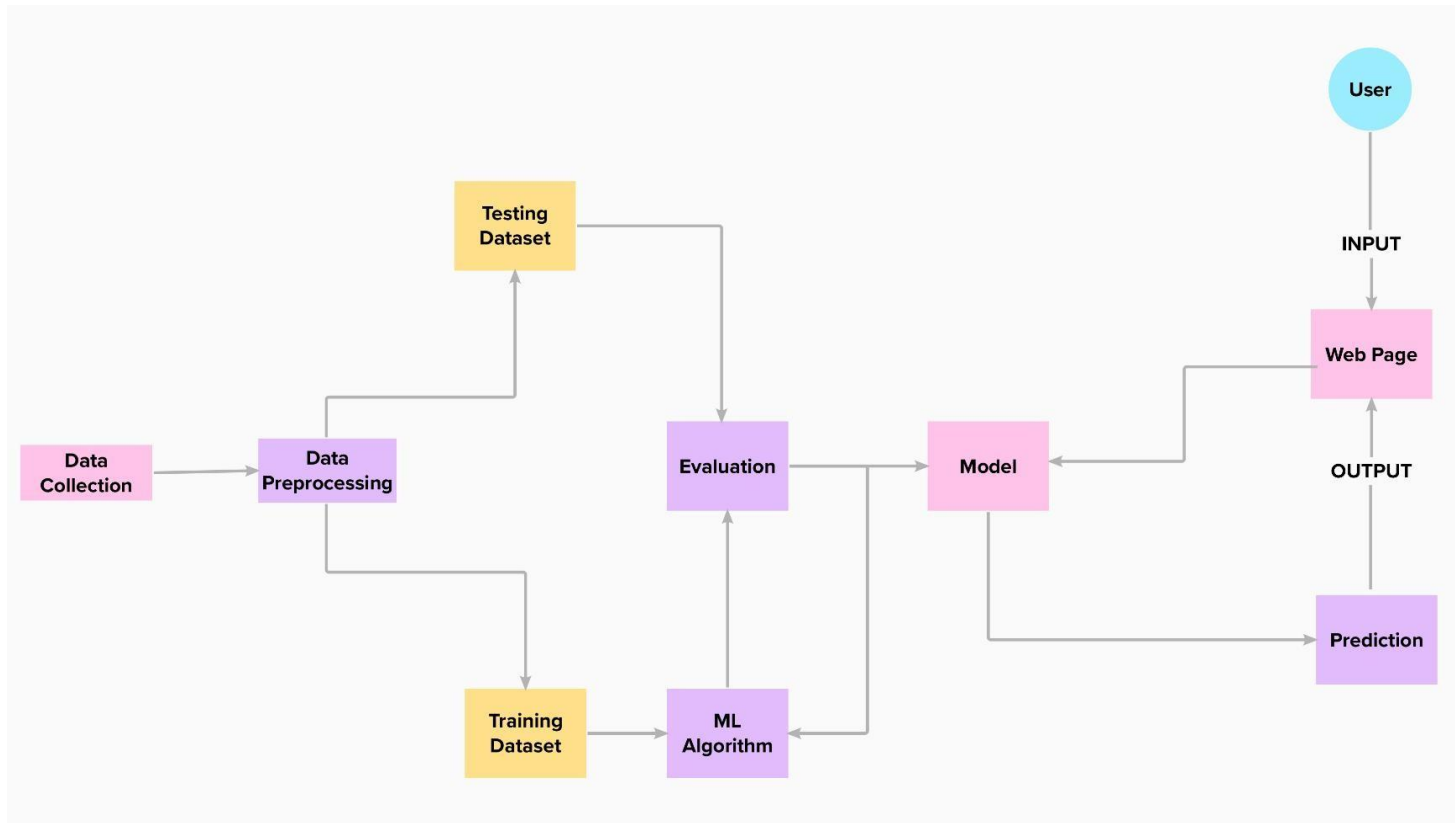 User
Testing
Dataset
INPUT
Web Page
Data
Collection
Data
Preprocessing
Evaluation
Model
OUTPUT
Prediction
Training
Dataset
ML
Algorithm